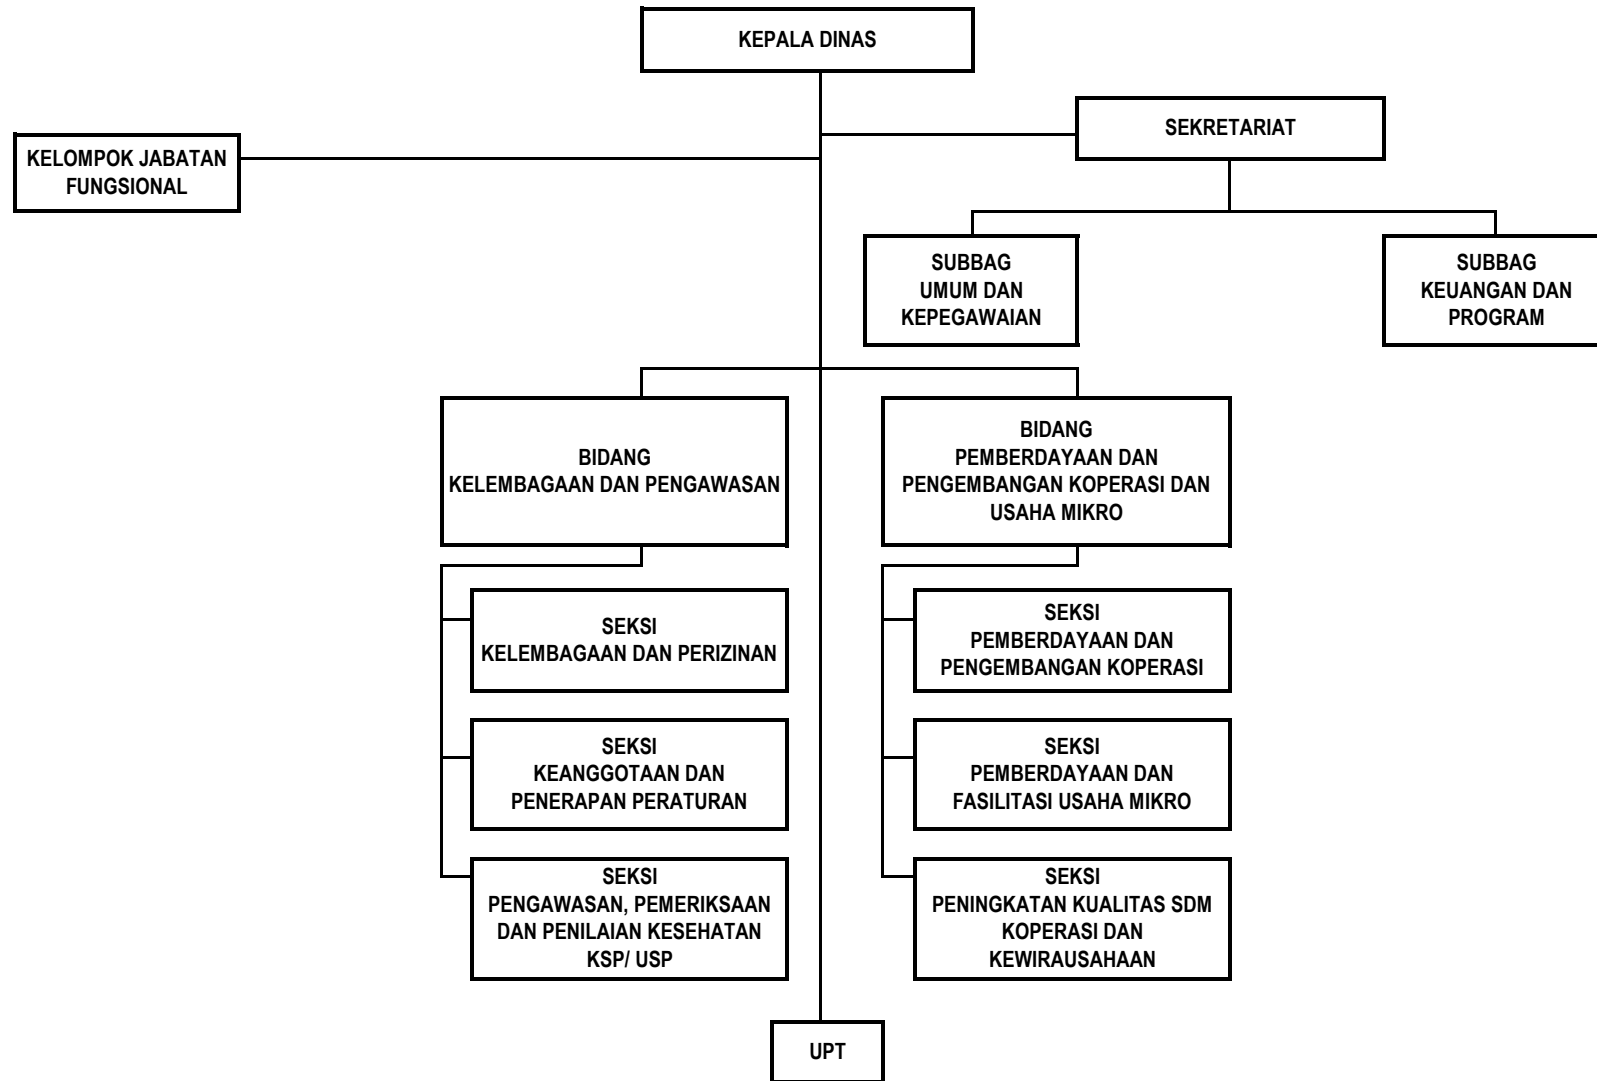 KEPALA DINAS
SEKRETARIAT
KELOMPOK JABATAN
FUNGSIONAL
SUBBAG
UMUM DAN
KEPEGAWAIAN
SUBBAG
KEUANGAN DAN
PROGRAM
BIDANG
KELEMBAGAAN DAN PENGAWASAN
BIDANG
PEMBERDAYAAN DAN
PENGEMBANGAN KOPERASI DAN
USAHA MIKRO
SEKSI
KELEMBAGAAN DAN PERIZINAN
SEKSI
PEMBERDAYAAN DAN
PENGEMBANGAN KOPERASI
SEKSI
KEANGGOTAAN DAN
PENERAPAN PERATURAN
SEKSI
PEMBERDAYAAN DAN
FASILITASI USAHA MIKRO
SEKSI
PENGAWASAN, PEMERIKSAAN
DAN PENILAIAN KESEHATAN
KSP/ USP
SEKSI
PENINGKATAN KUALITAS SDM
KOPERASI DAN
KEWIRAUSAHAAN
UPT